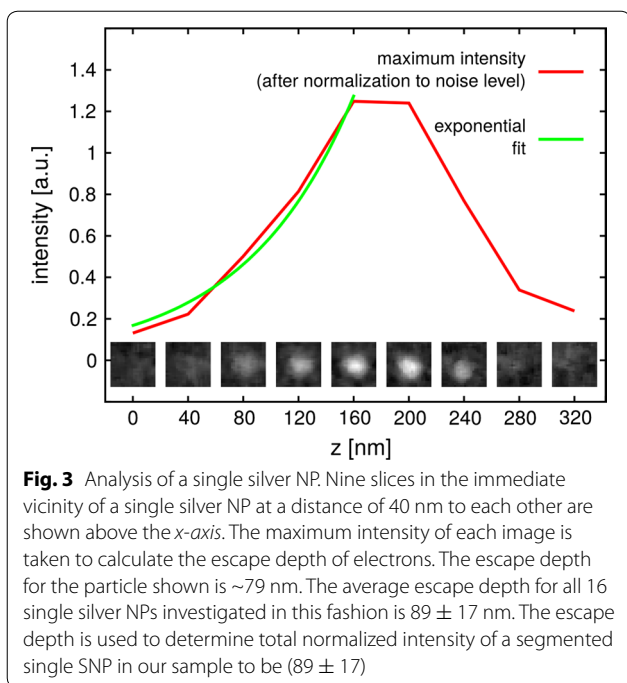 1.4
1.2
1
0.8
0.6
0.4
0.2
0
intensity [a.u.]
maximum intensity
(after normalization to noise level)
exponential
fit
0 40 80 120 160 200 240 280 320
z [nm]
Fig. 3 Analysis of a single silver NP. Nine slices in the immediate
vicinity of a single silver NP at a distance of 40 nm to each other are
shown above the x-axis. The maximum intensity of each image is
taken to calculate the escape depth of electrons. The escape depth
for the particle shown is ~79 nm. The average escape depth for all 16
single silver NPs investigated in this fashion is 89 ± 17 nm. The escape
depth is used to determine total normalized intensity of a segmented
single SNP in our sample to be (89 ± 17)